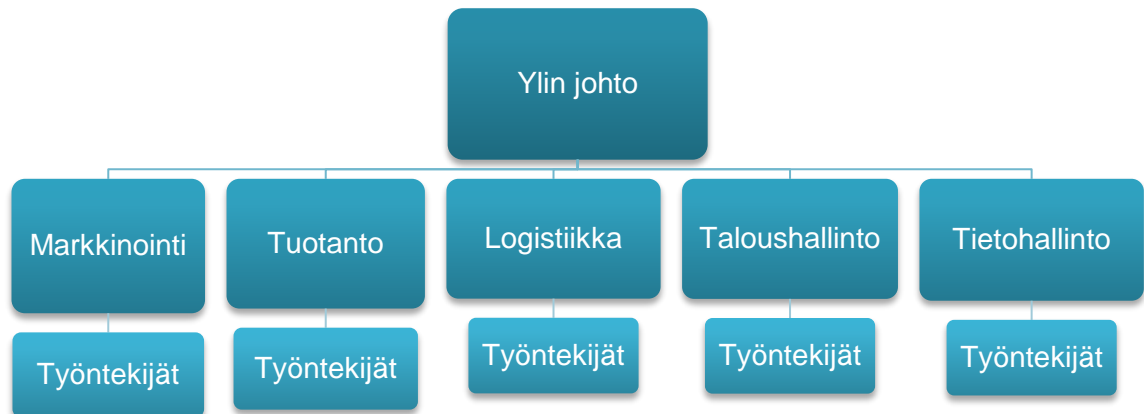 Ylin johto
Markkinointi
Tuotanto
Logistiikka
Taloushallinto
Tietohallinto
Työntekijät
Työntekijät
Työntekijät
Työntekijät
Työntekijät